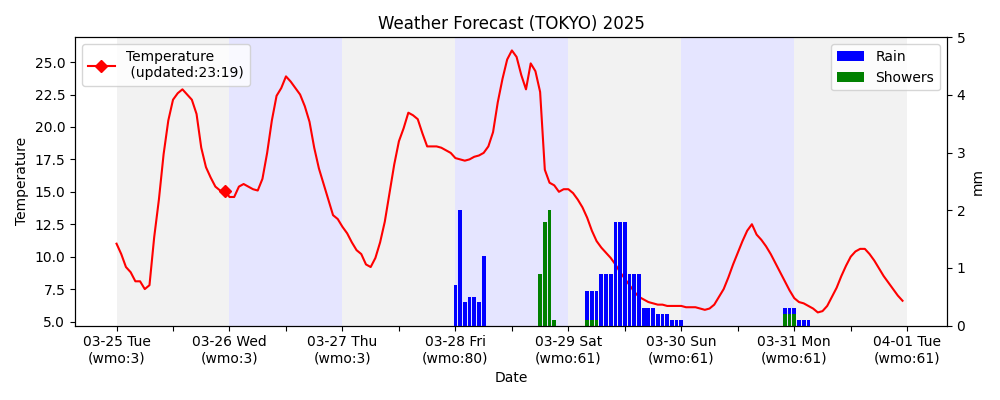 Weather Forecast (TOKYO) 2025
Temperature
(updated:23:19)
Rain
Showers
Temperature
25.0
22.5
20.0
17.5
15.0
12.5
10.0
7.5
5.0
5
4
3
2
1
0
mm
03-25 Tue
(wmo:3)
03-26 Wed
(wmo:3)
03-27 Thu
(wmo:3)
03-28 Fri
(wmo:80)
03-29 Sat
(wmo:61)
03-30 Sun
(wmo:61)
03-31 Mon
(wmo:61)
04-01 Tue
(wmo:61)
Date